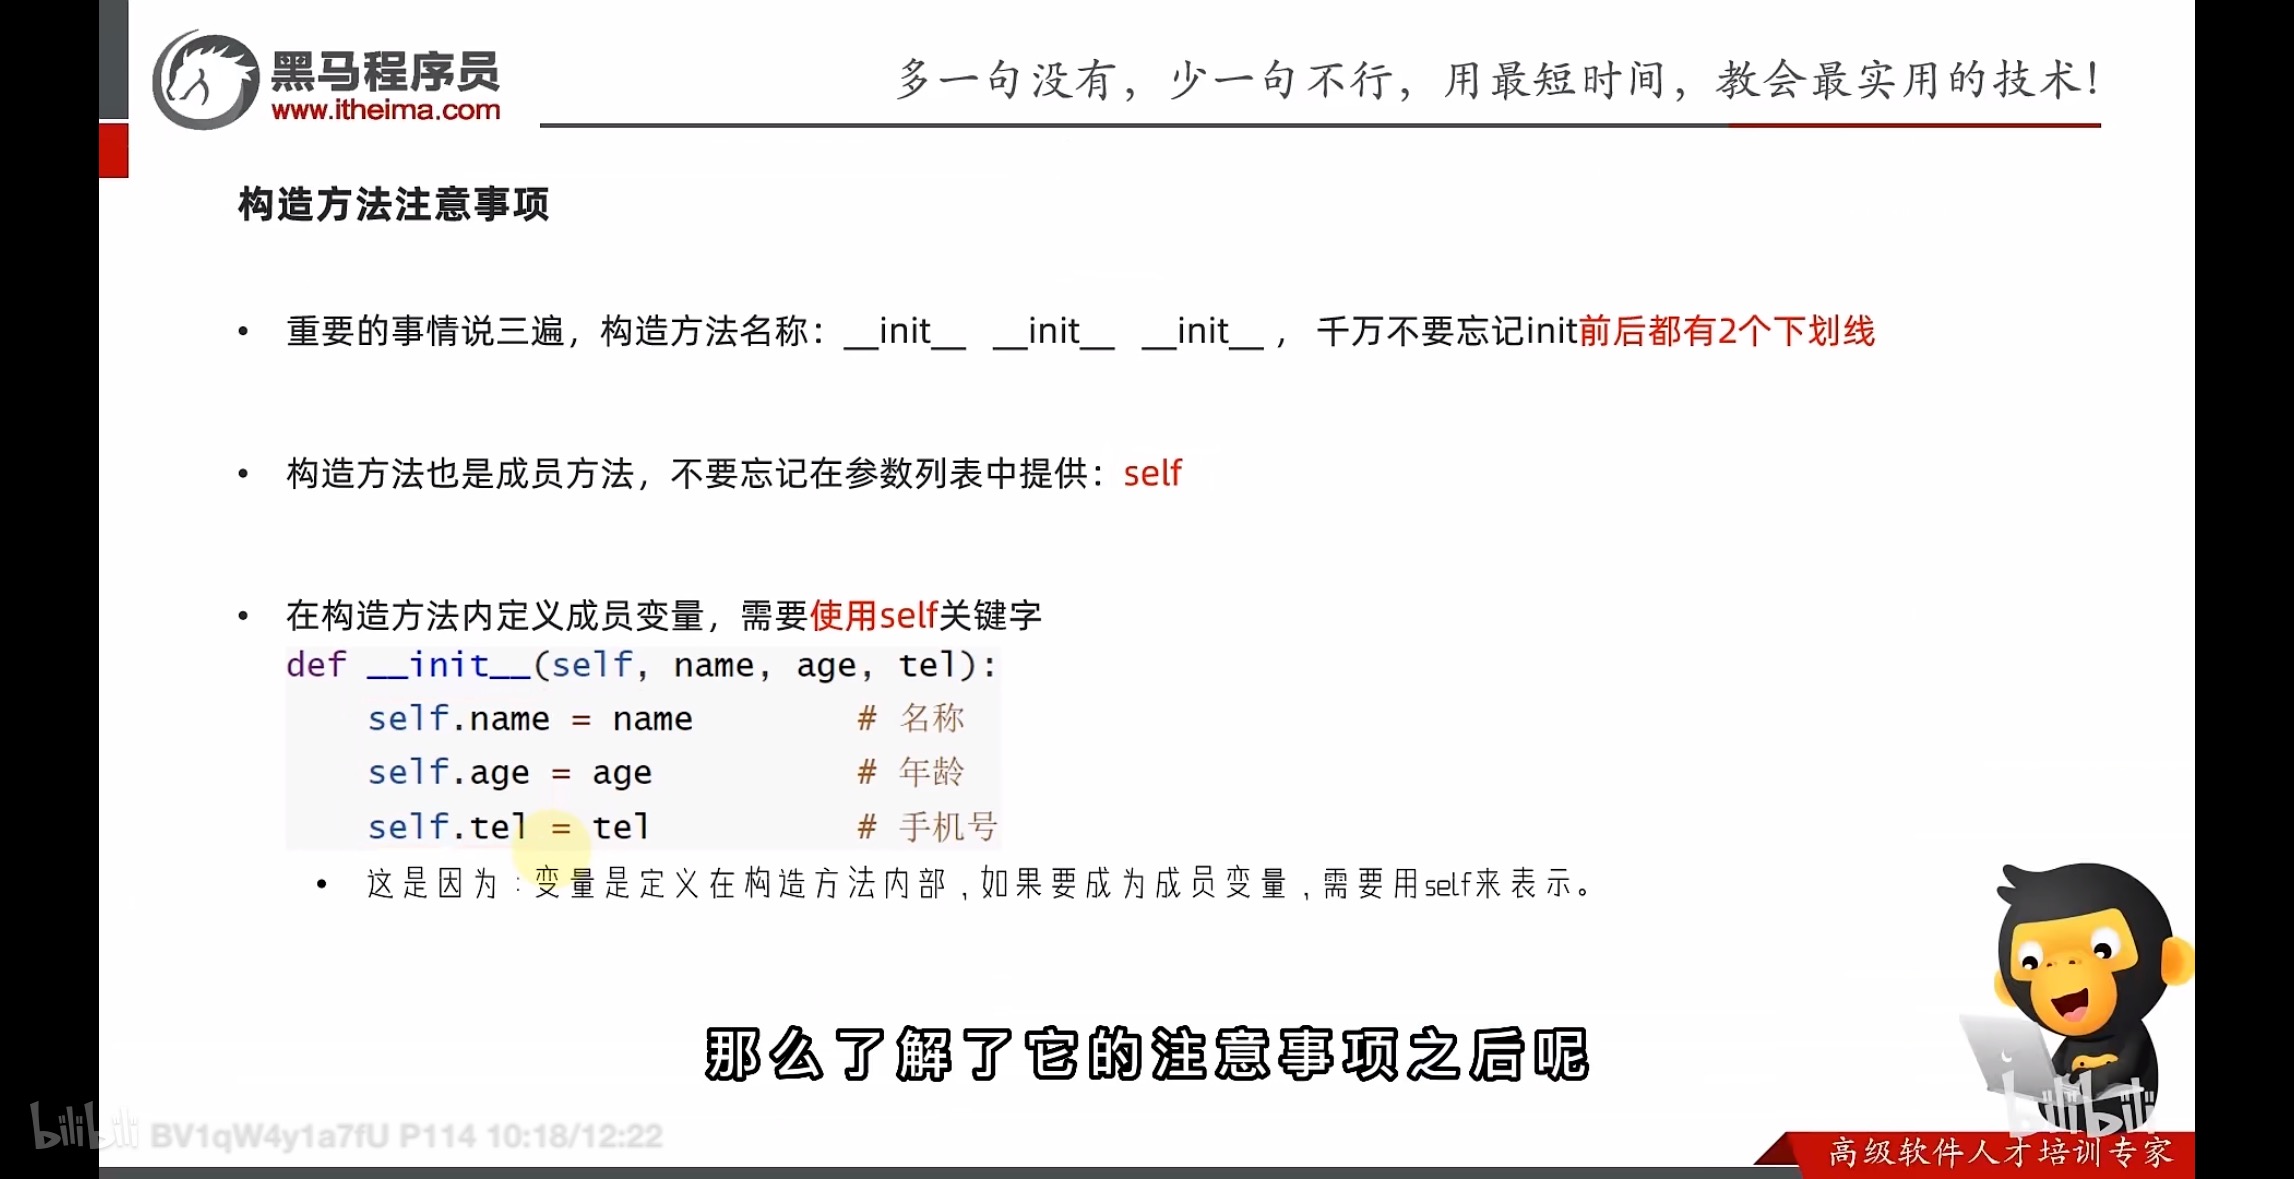 黑马程序员
www.itheima.com
多一句没有，少一句不行，用最短时间，教会最实用的技术！
构造方法注意事项
• 重要的事情说三遍，构造方法名称：__init__ __init__ __init__ ， 千万不要忘记init前后都有2个下划线
• 构造方法也是成员方法，不要忘记在参数列表中提供：self
• 在构造方法内定义成员变量，需要使用self关键字
def __init__(self, name, age, tel):
    self.name = name        # 名称
    self.age = age          # 年龄
    self.tel = tel          # 手机号
• 这是因为：变量是定义在构造方法内部，如果要成为成员变量，需要用self来表示。
那么了解了它的注意事项之后呢
bilibili
bilibili BV1qW4y1a7fU P114 10:18/12:22
高级软件人才培训专家